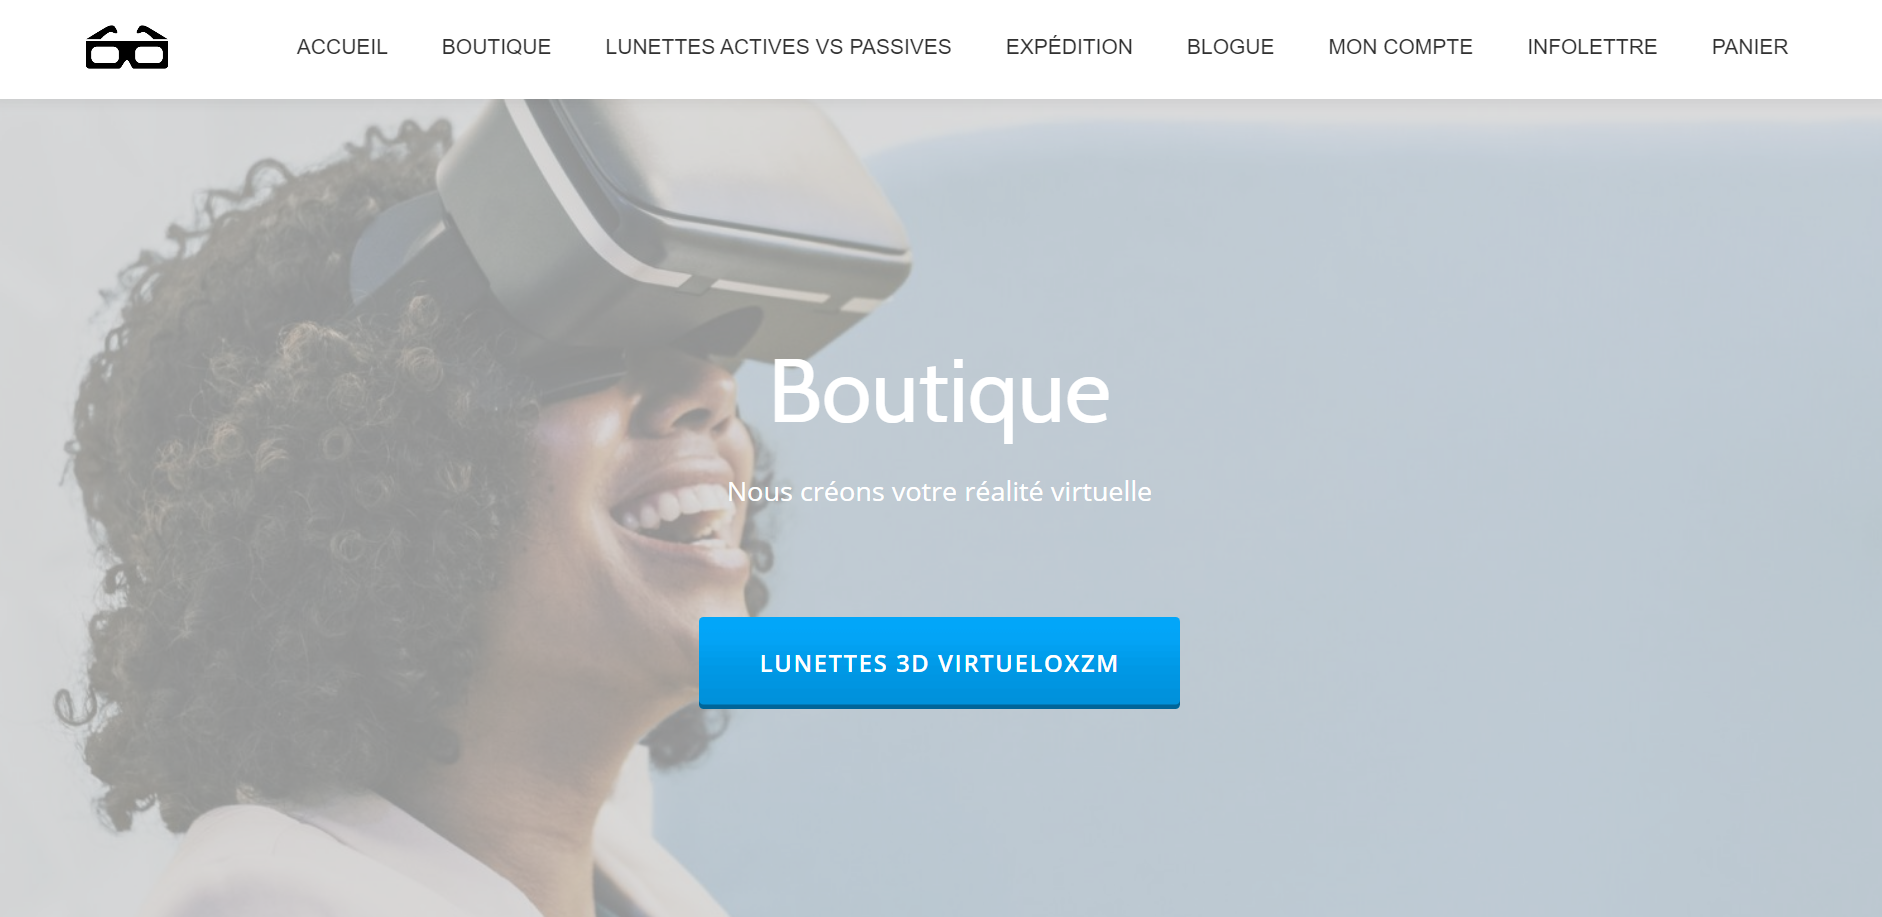 ACCUEIL BOUTIQUE LUNETTES ACTIVES VS PASSIVES EXPÉDITION BLOGUE MON COMPTE INFOLETTRE PANIER
Boutique
Nous créons votre réalité virtuelle
LUNETTES 3D VIRTUELOXZM